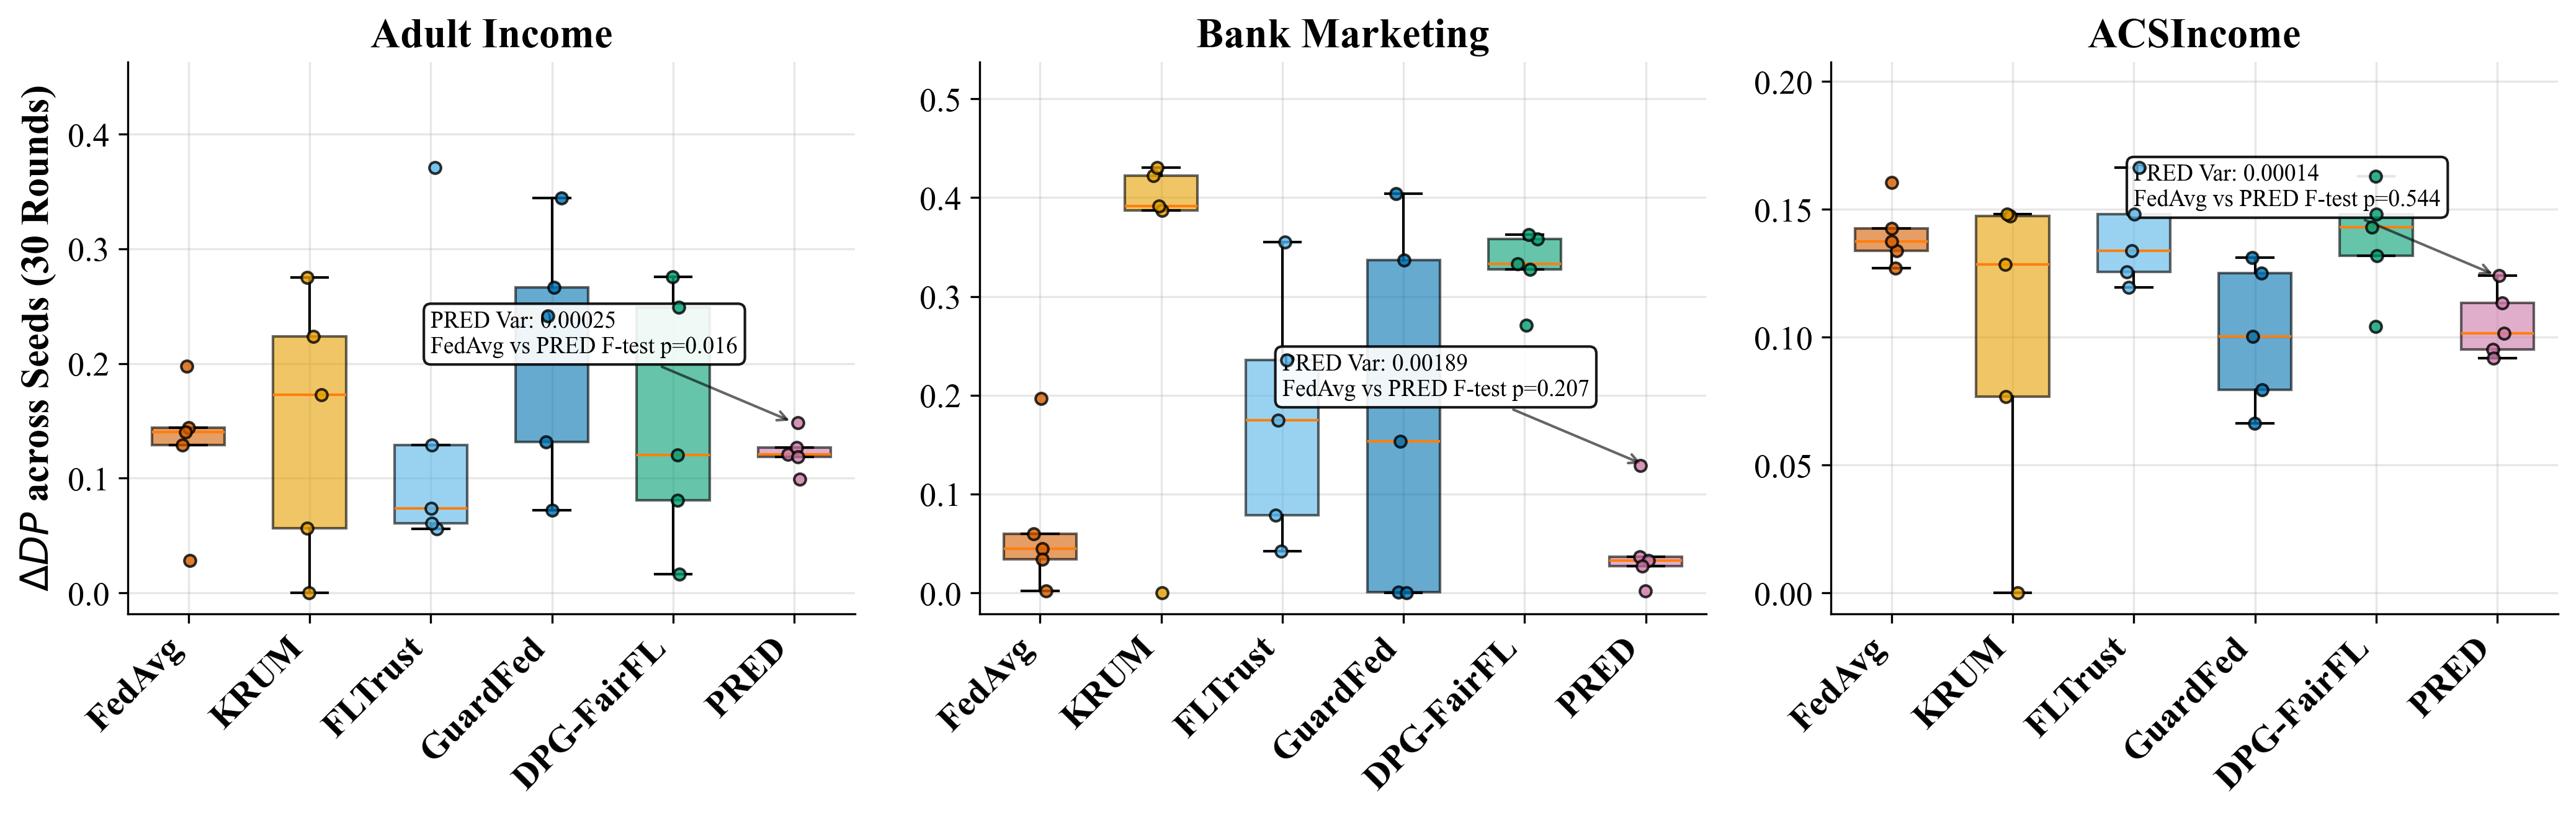 Adult Income
Bank Marketing
ACSIncome
ΔDP across Seeds (30 Rounds)
0.4
0.3
0.2
0.1
0.0
PRED Var: 0.00025
FedAvg vs PRED F-test p=0.016
FedAvg
KRUM
FLTrust
GuardFed
DPG-FairFL
PRED
0.5
0.4
0.3
0.2
0.1
0.0
PRED Var: 0.00189
FedAvg vs PRED F-test p=0.207
FedAvg
KRUM
FLTrust
GuardFed
DPG-FairFL
PRED
0.20
0.15
0.10
0.05
0.00
PRED Var: 0.00014
FedAvg vs PRED F-test p=0.544
FedAvg
KRUM
FLTrust
GuardFed
DPG-FairFL
PRED